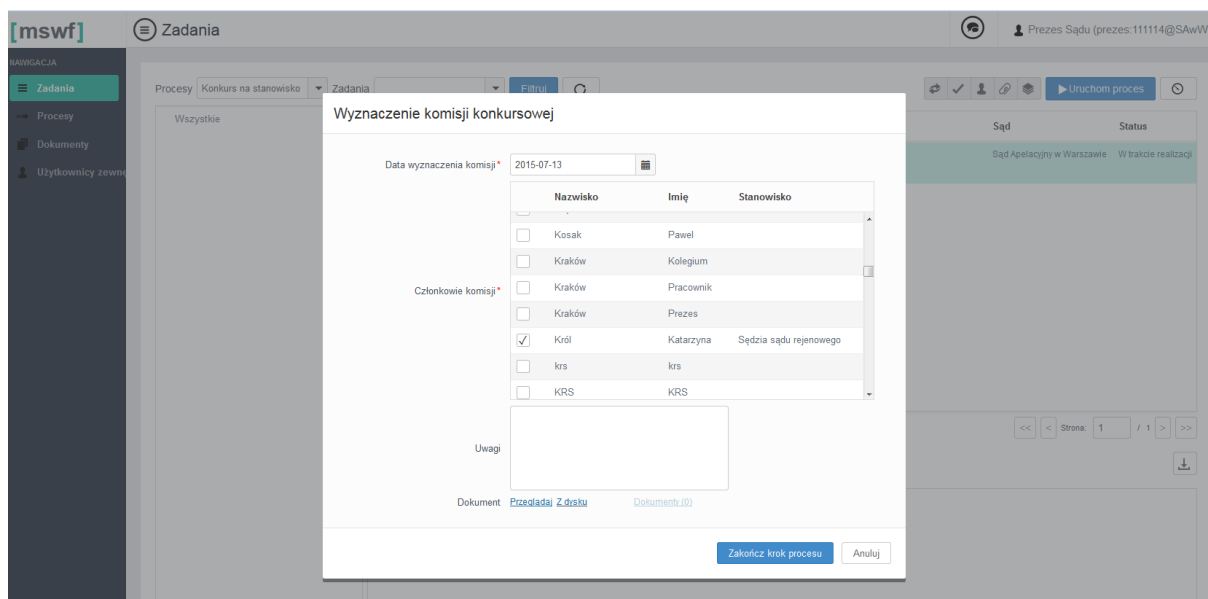 [mswf]
Zadania
Prezes Sądu (prezes:111114@SAwW
NAWIGACJA
Zadania
Procesy
Dokumenty
Użytkownicy zewnę
Procesy Konkurs na stanowisko Zadania Filtruj
Uruchom proces
Wszystkie
Sąd Status
Sąd Apelacyjny w Warszawie W trakcie realizacji
Wyznaczenie komisji konkursowej
Data wyznaczenia komisji* 2015-07-13
Nazwisko Imię Stanowisko
Kosak Pawel
Kraków Kolegium
Członkowie komisji* Kraków Pracownik
Kraków Prezes
Król Katarzyna Sędzia sądu rejenowego
krs krs
KRS KRS
<< < Strona: 1 / 1 > >>
Uwagi
Dokument Przeglądaj Z dysku Dokumenty (0)
Zakończ krok procesu Anuluj